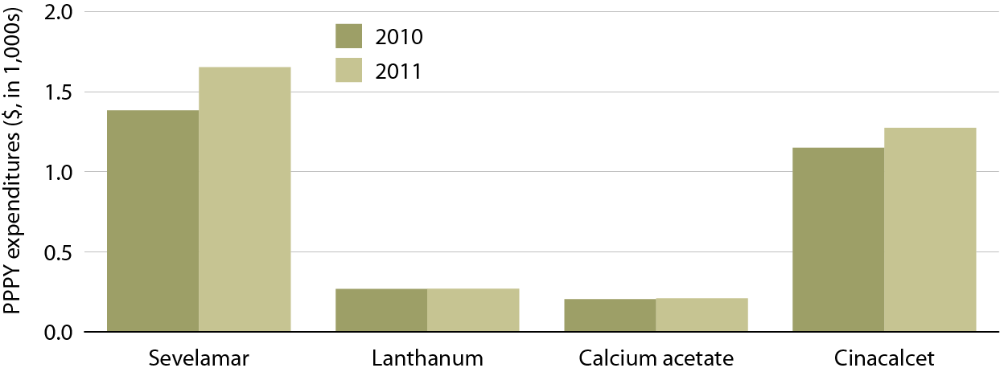 PPPY expenditures ($, in 1,000s)
2.0
1.5
1.0
0.5
0.0
2010
2011
Sevelamar
Lanthanum
Calcium acetate
Cinacalcet